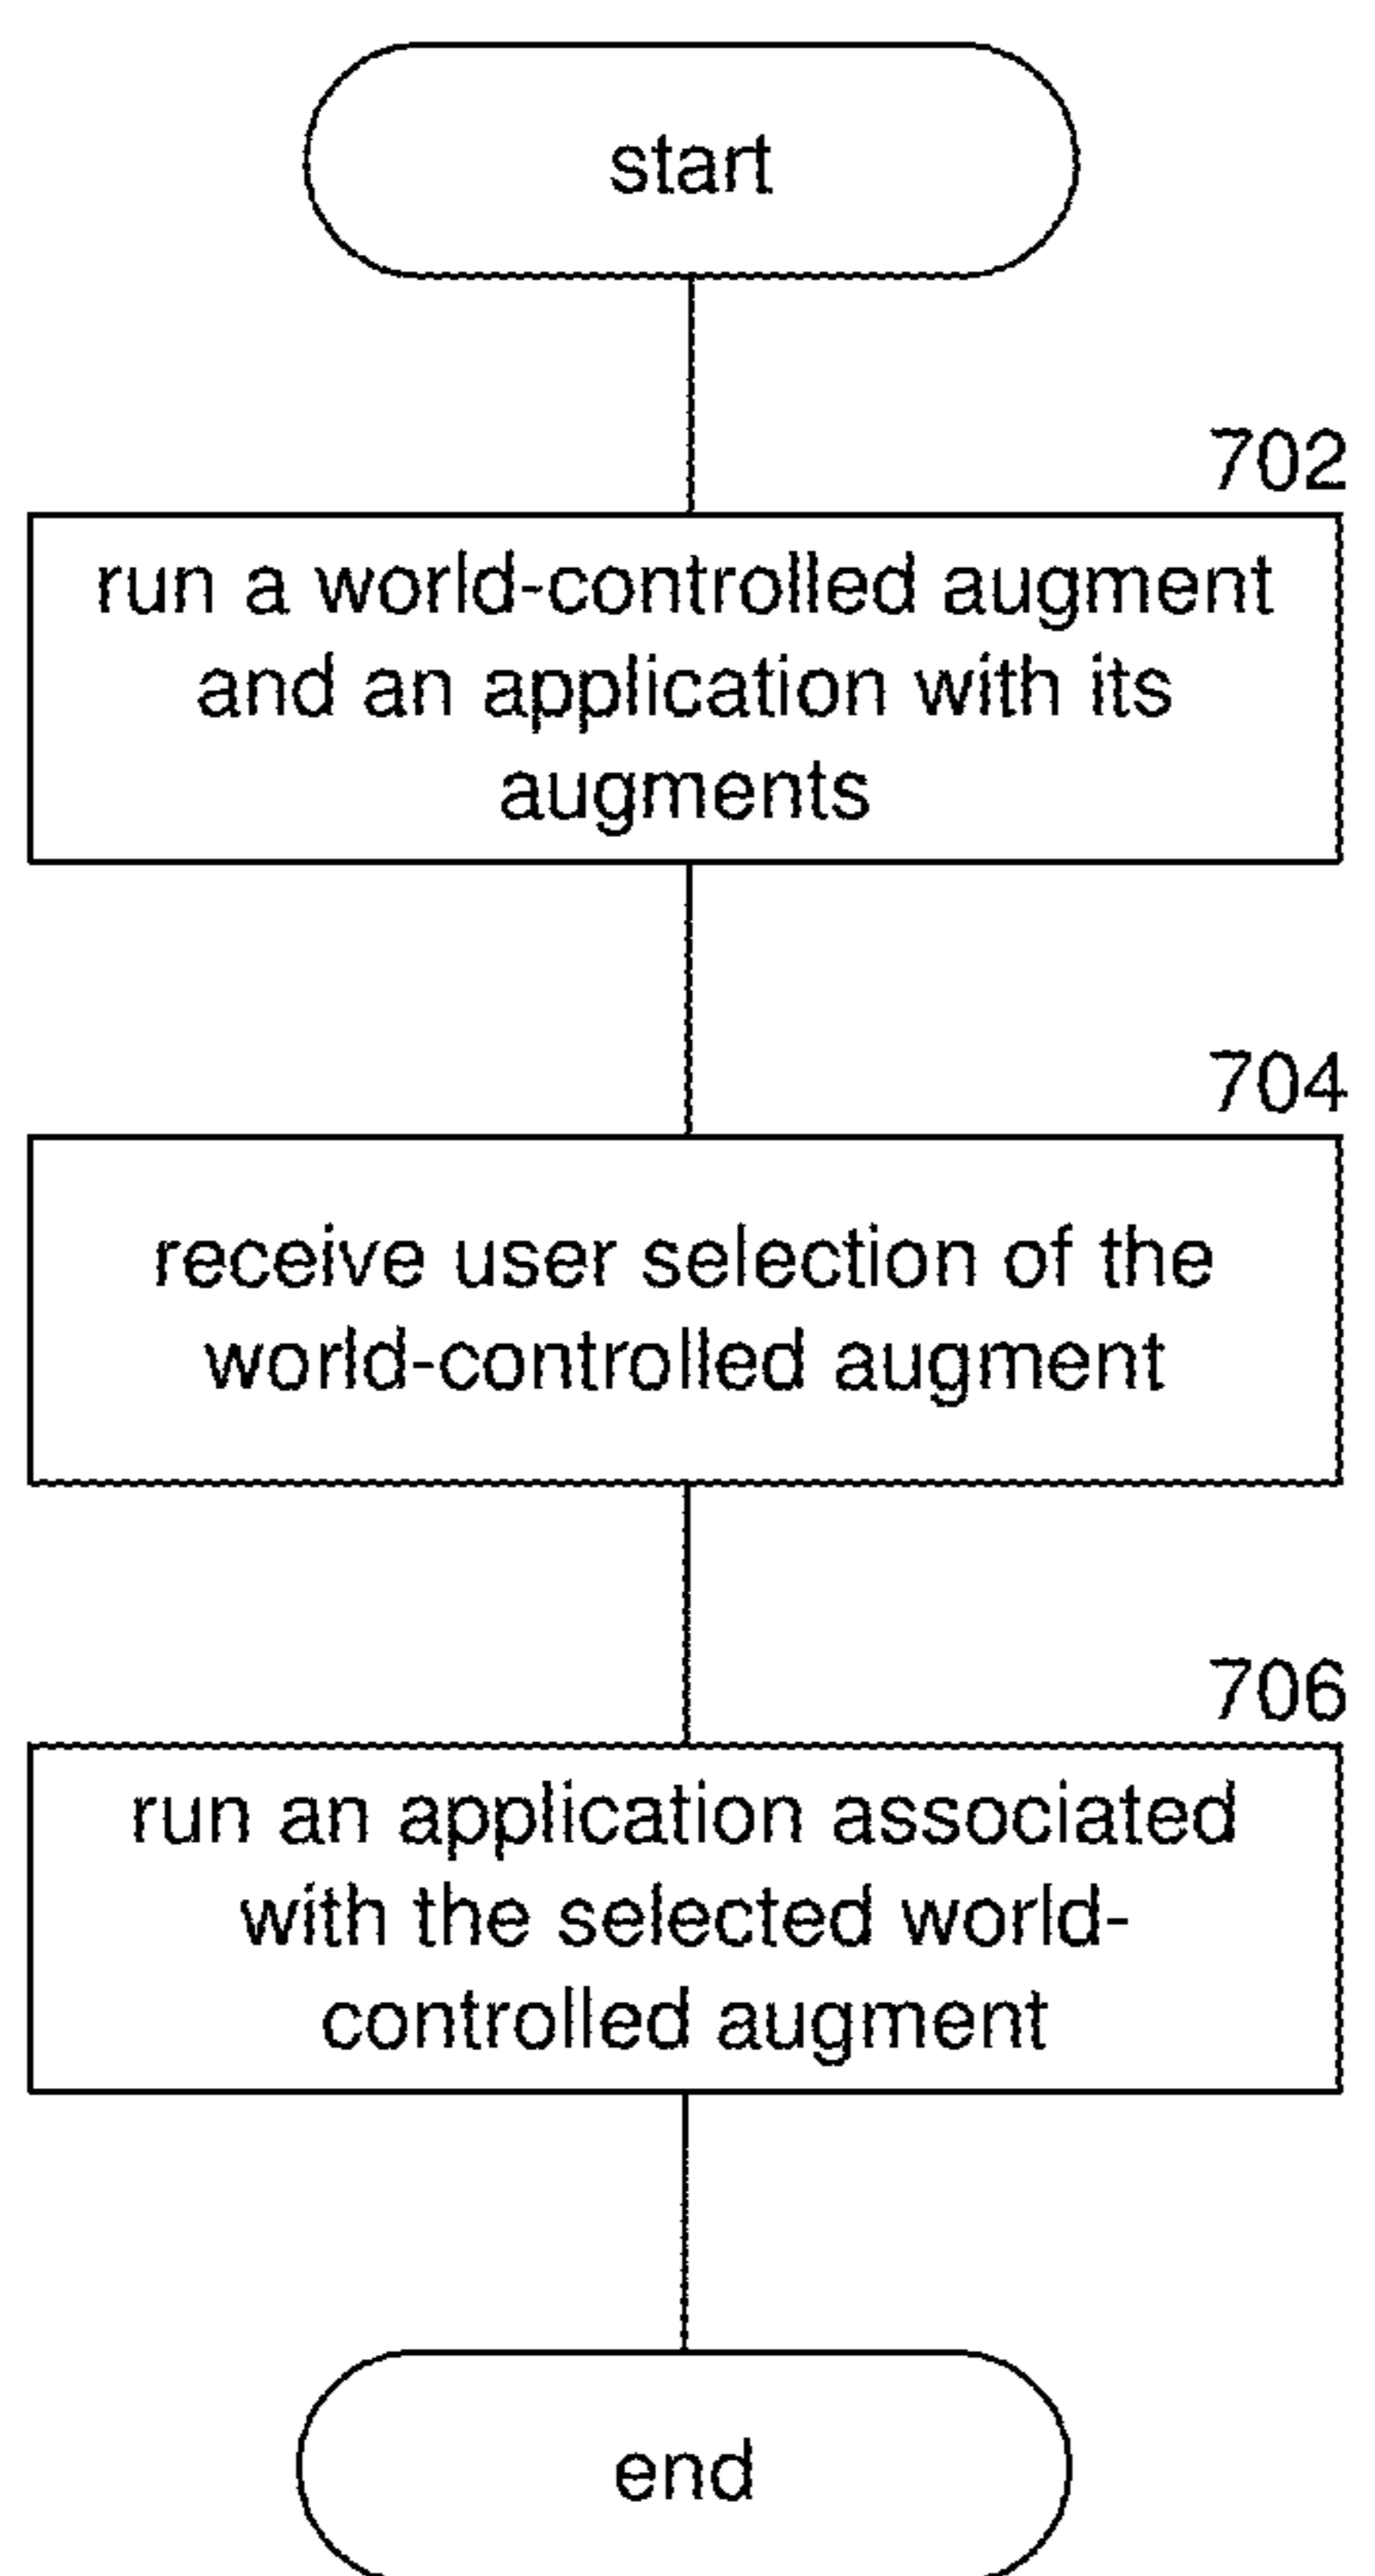 start
702
run a world-controlled augment
and an application with its
augments
704
receive user selection of the
world-controlled augment
706
run an application associated
with the selected world-
controlled augment
end